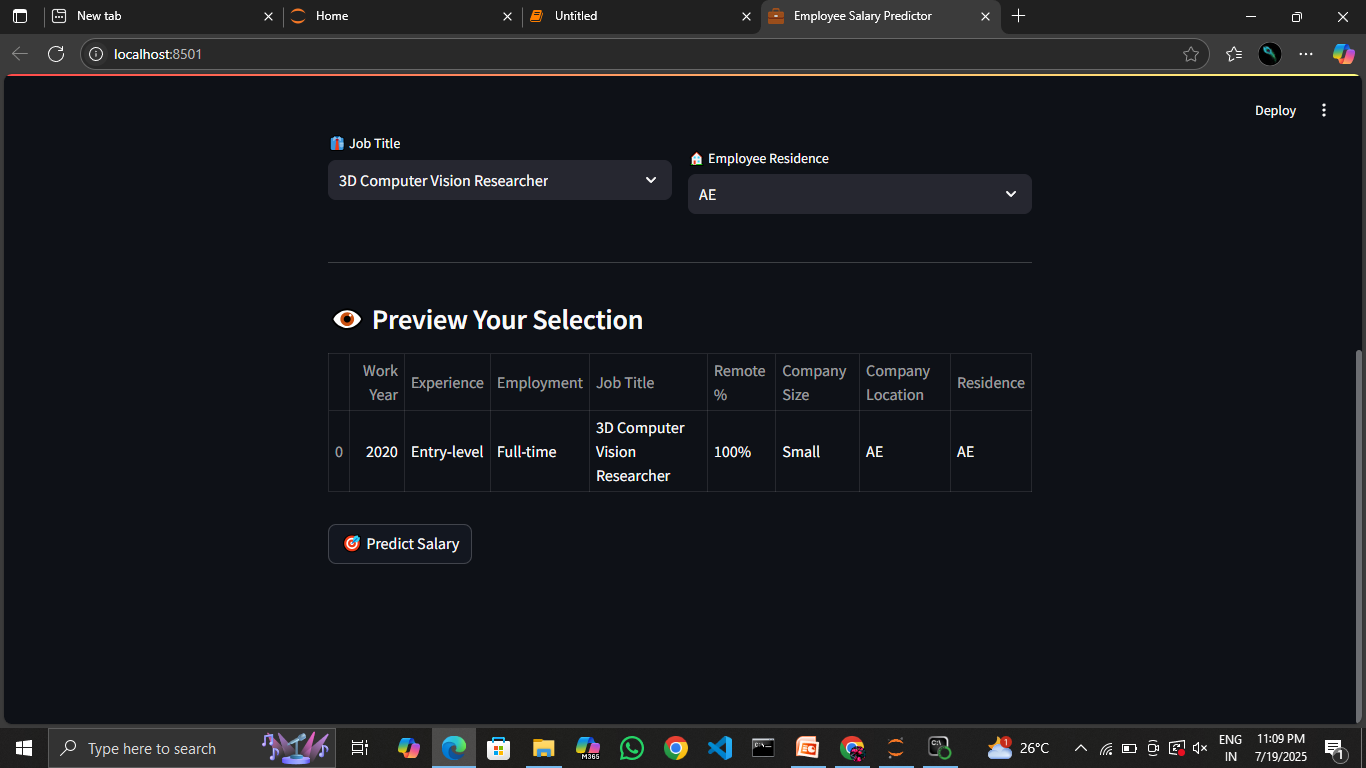 New tab
Home
Untitled
Employee Salary Predictor
localhost:8501
Deploy
Job Title
Employee Residence
3D Computer Vision Researcher
AE
Preview Your Selection
Work Year
Experience
Employment
Job Title
Remote %
Company Size
Company Location
Residence
0
2020
Entry-level
Full-time
3D Computer
Vision
Researcher
100%
Small
AE
AE
Predict Salary
Type here to search
M365
1
26°C
ENG
IN
11:09 PM
7/19/2025
1